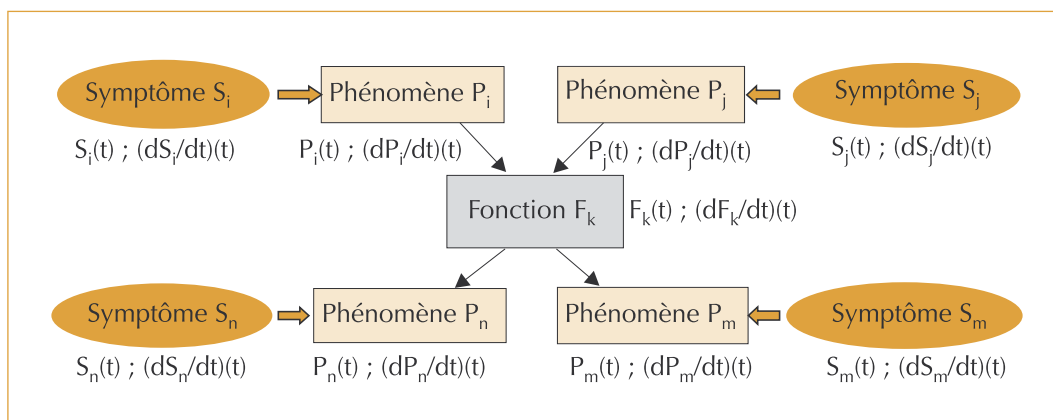 Symptôme Sᵢ
Phénomène Pᵢ
Phénomène Pⱼ
Symptôme Sⱼ
Sᵢ(t) ; (dSᵢ/dt)(t)
Pᵢ(t) ; (dPᵢ/dt)(t)
Pⱼ(t) ; (dPⱼ/dt)(t)
Sⱼ(t) ; (dSⱼ/dt)(t)
Fonction Fₖ
Fₖ(t) ; (dFₖ/dt)(t)
Symptôme Sₙ
Phénomène Pₙ
Phénomène Pₘ
Symptôme Sₘ
Sₙ(t) ; (dSₙ/dt)(t)
Pₙ(t) ; (dPₙ/dt)(t)
Pₘ(t) ; (dPₘ/dt)(t)
Sₘ(t) ; (dSₘ/dt)(t)